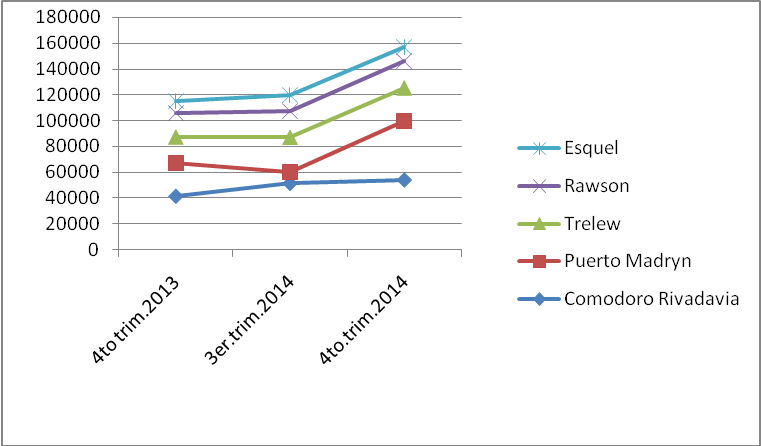 180000
160000
140000
120000
100000
80000
60000
40000
20000
0
4to trim.2013
3er.trim.2014
4to.trim.2014
Esquel
Rawson
Trelew
Puerto Madryn
Comodoro Rivadavia